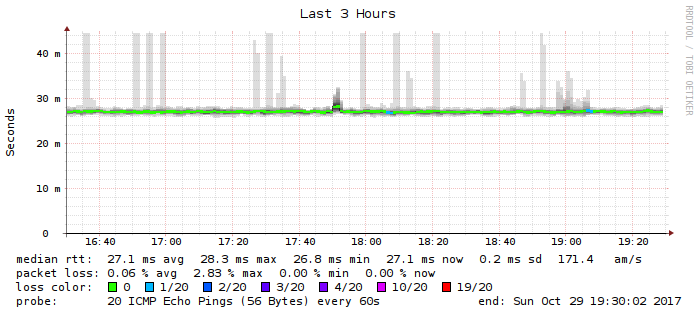 Last 3 Hours
RRDTOOL / TOBI OETIKER
Seconds
40 m
30 m
20 m
10 m
0
16:40 17:00 17:20 17:40 18:00 18:20 18:40 19:00 19:20
median rtt: 27.1 ms avg 28.3 ms max 26.8 ms min 27.1 ms now 0.2 ms sd 171.4 am/s
packet loss: 0.06 % avg 2.83 % max 0.00 % min 0.00 % now
loss color: 0 1/20 2/20 3/20 4/20 10/20 19/20
probe: 20 ICMP Echo Pings (56 Bytes) every 60s end: Sun Oct 29 19:30:02 2017